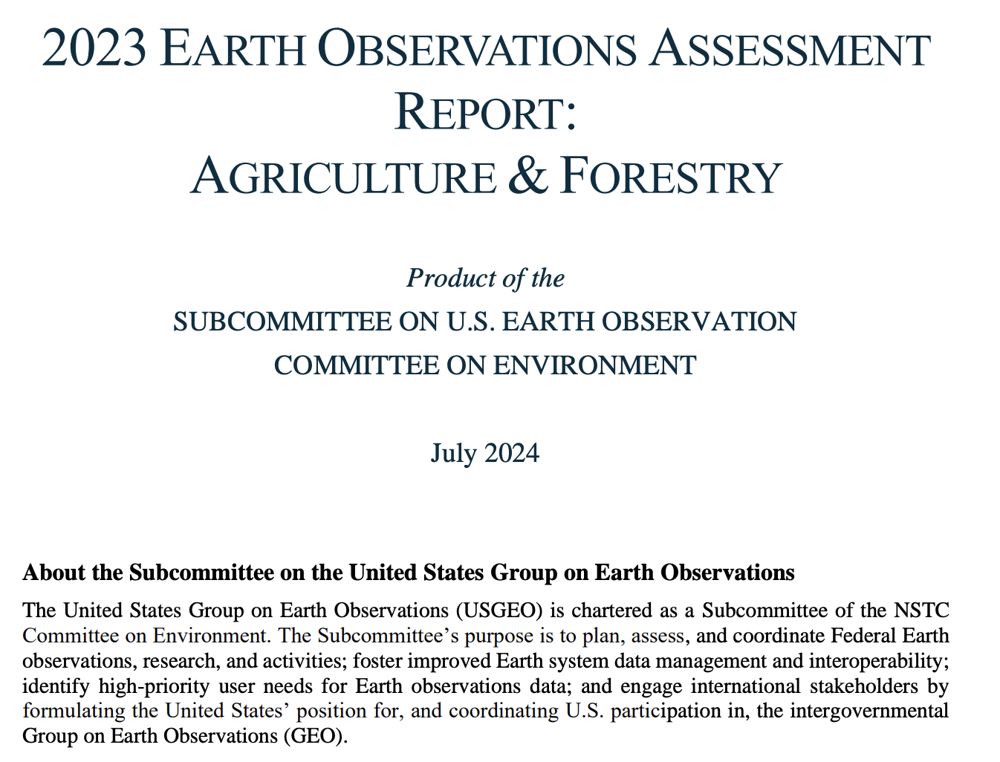 2023 EARTH OBSERVATIONS ASSESSMENT
REPORT:
AGRICULTURE & FORESTRY
Product of the
SUBCOMMITTEE ON U.S. EARTH OBSERVATION
COMMITTEE ON ENVIRONMENT
July 2024
About the Subcommittee on the United States Group on Earth Observations
The United States Group on Earth Observations (USGEO) is chartered as a Subcommittee of the NSTC
Committee on Environment. The Subcommittee’s purpose is to plan, assess, and coordinate Federal Earth
observations, research, and activities; foster improved Earth system data management and interoperability;
identify high-priority user needs for Earth observations data; and engage international stakeholders by
formulating the United States’ position for, and coordinating U.S. participation in, the intergovernmental
Group on Earth Observations (GEO).